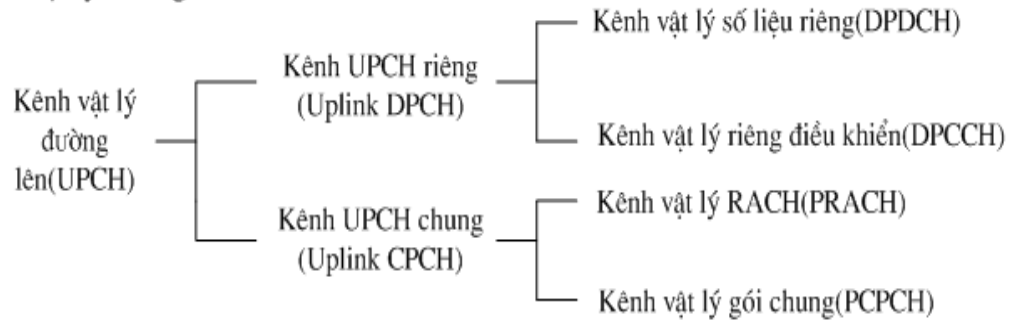 Kênh vật lý số liệu riêng(DPDCH)
Kênh UPCH riêng
(Uplink DPCH)
Kênh vật lý
đường
lên(UPCH)
Kênh vật lý riêng điều khiển(DPCCH)
Kênh vật lý RACH(PRACH)
Kênh UPCH chung
(Uplink CPCH)
Kênh vật lý gói chung(PCPCH)